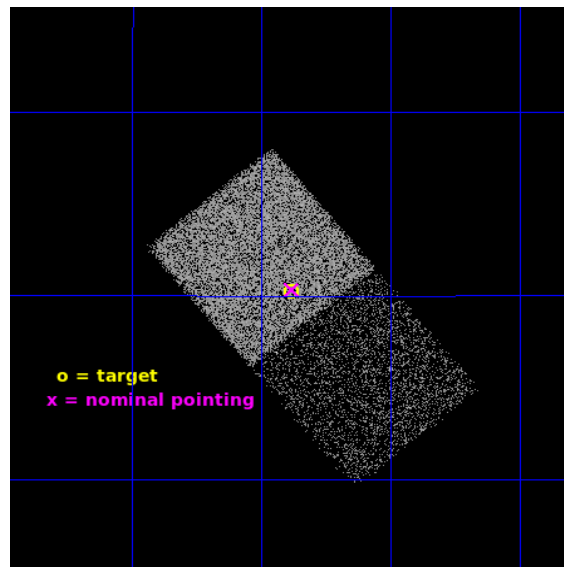 o = target
x = nominal pointing